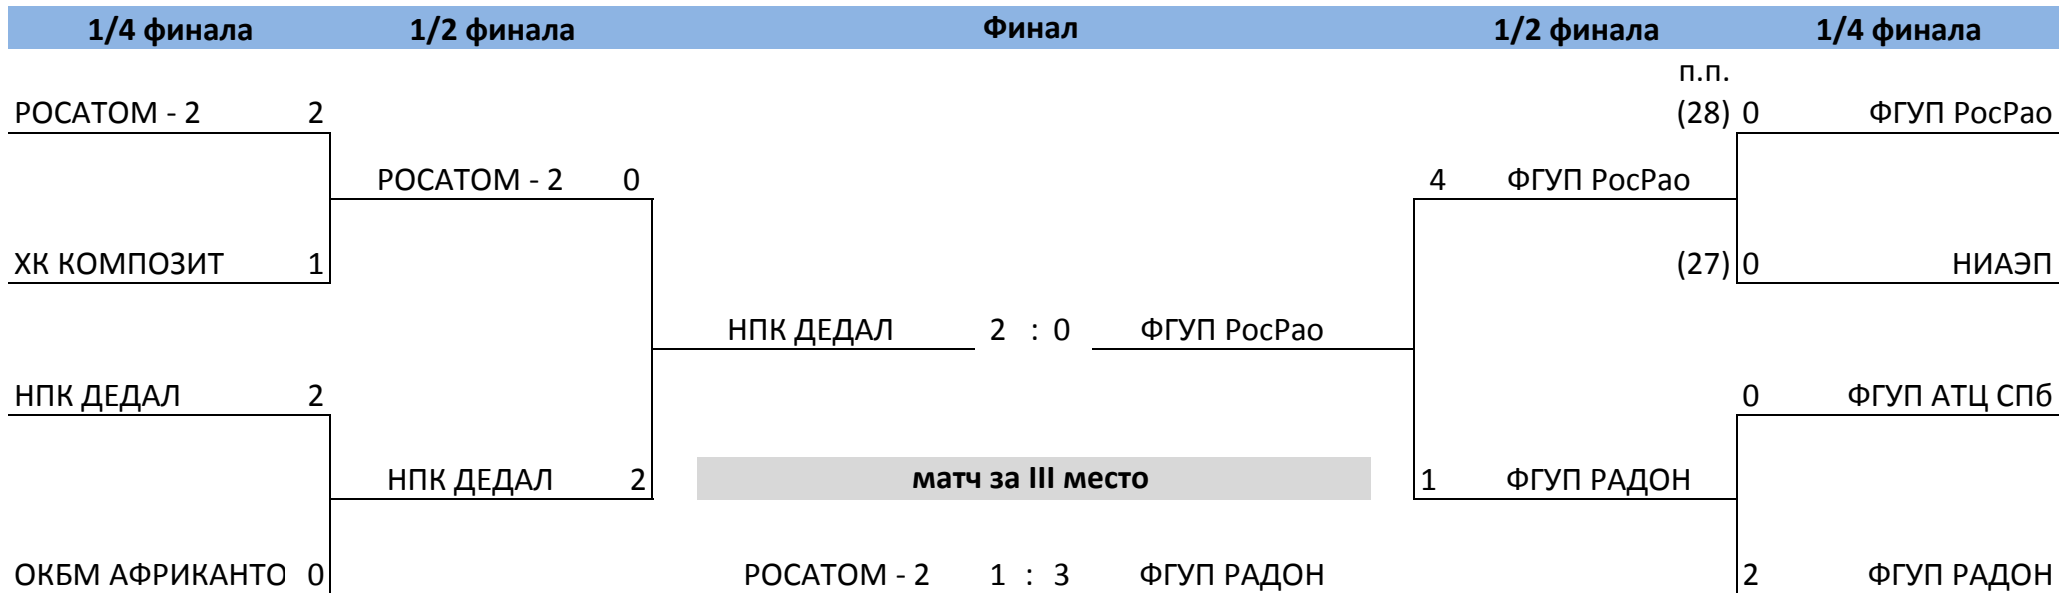 1/4 финала 1/2 финала Финал 1/2 финала 1/4 финала
п.п.
РОСАТОМ - 2 2 (28) 0 ФГУП РосРао
РОСАТОМ - 2 0 4 ФГУП РосРао
ХК КОМПОЗИТ 1 (27) 0 НИАЭП
НПК ДЕДАЛ 2 : 0 ФГУП РосРао
НПК ДЕДАЛ 2 0 ФГУП АТЦ СПб
НПК ДЕДАЛ 2 матч за III место 1 ФГУП РАДОН
ОКБМ АФРИКАНТО 0 РОСАТОМ - 2 1 : 3 ФГУП РАДОН 2 ФГУП РАДОН